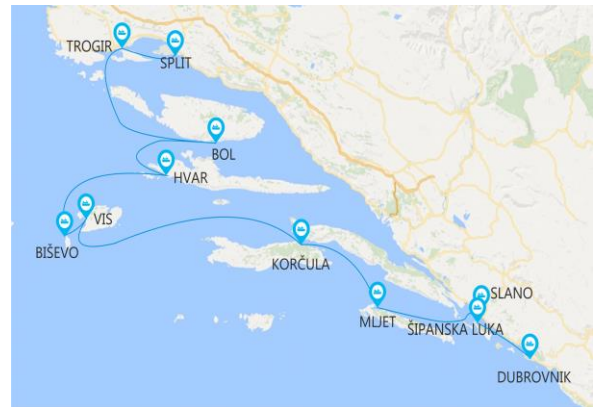 TROGIR
SPLIT
BOL
HVAR
VIS
BIŠEVO
KORČULA
SLANO
MLJET
ŠIPANSKA LUKA
DUBROVNIK